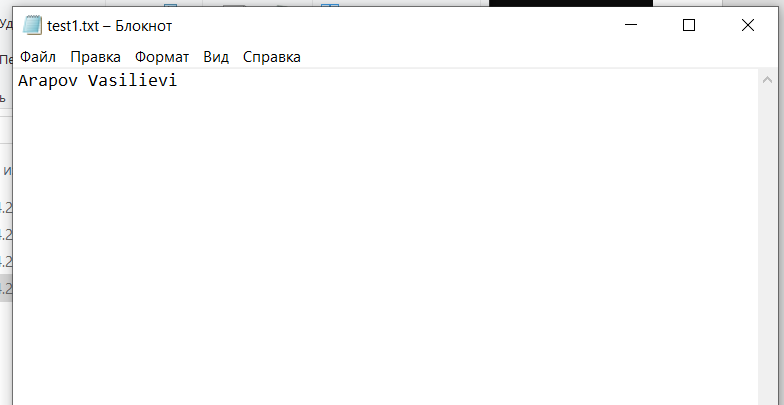 test1.txt – Блокнот
Файл Правка Формат Вид Справка
Arapov Vasilievi